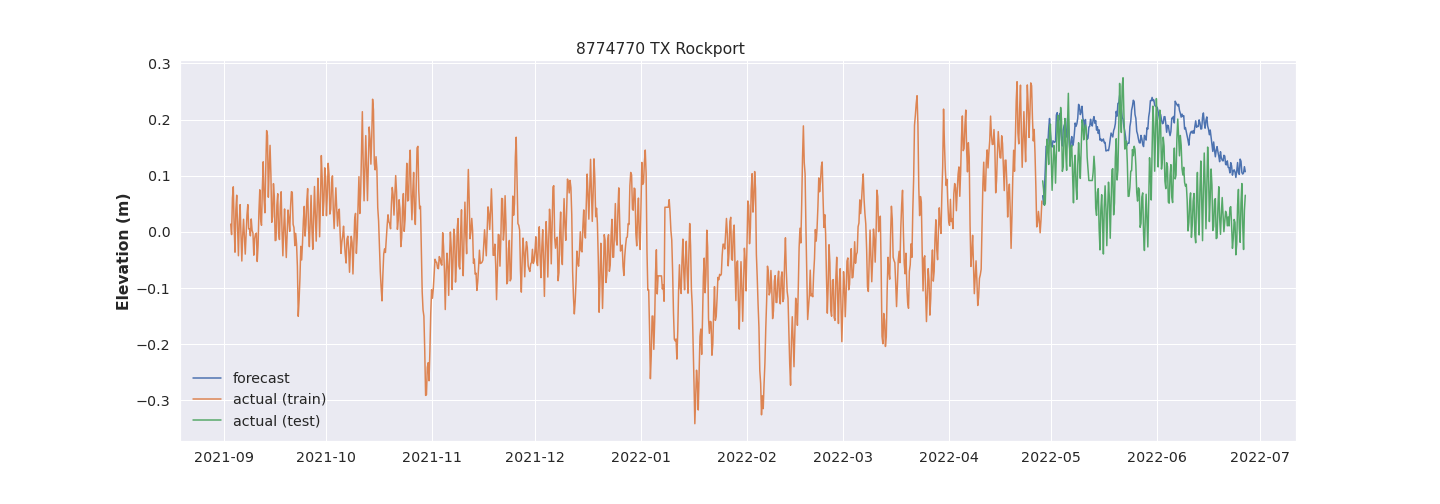 8774770 TX Rockport
Elevation (m)
0.3
0.2
0.1
0.0
−0.1
−0.2
−0.3
forecast
actual (train)
actual (test)
2021-09 2021-10 2021-11 2021-12 2022-01 2022-02 2022-03 2022-04 2022-05 2022-06 2022-07